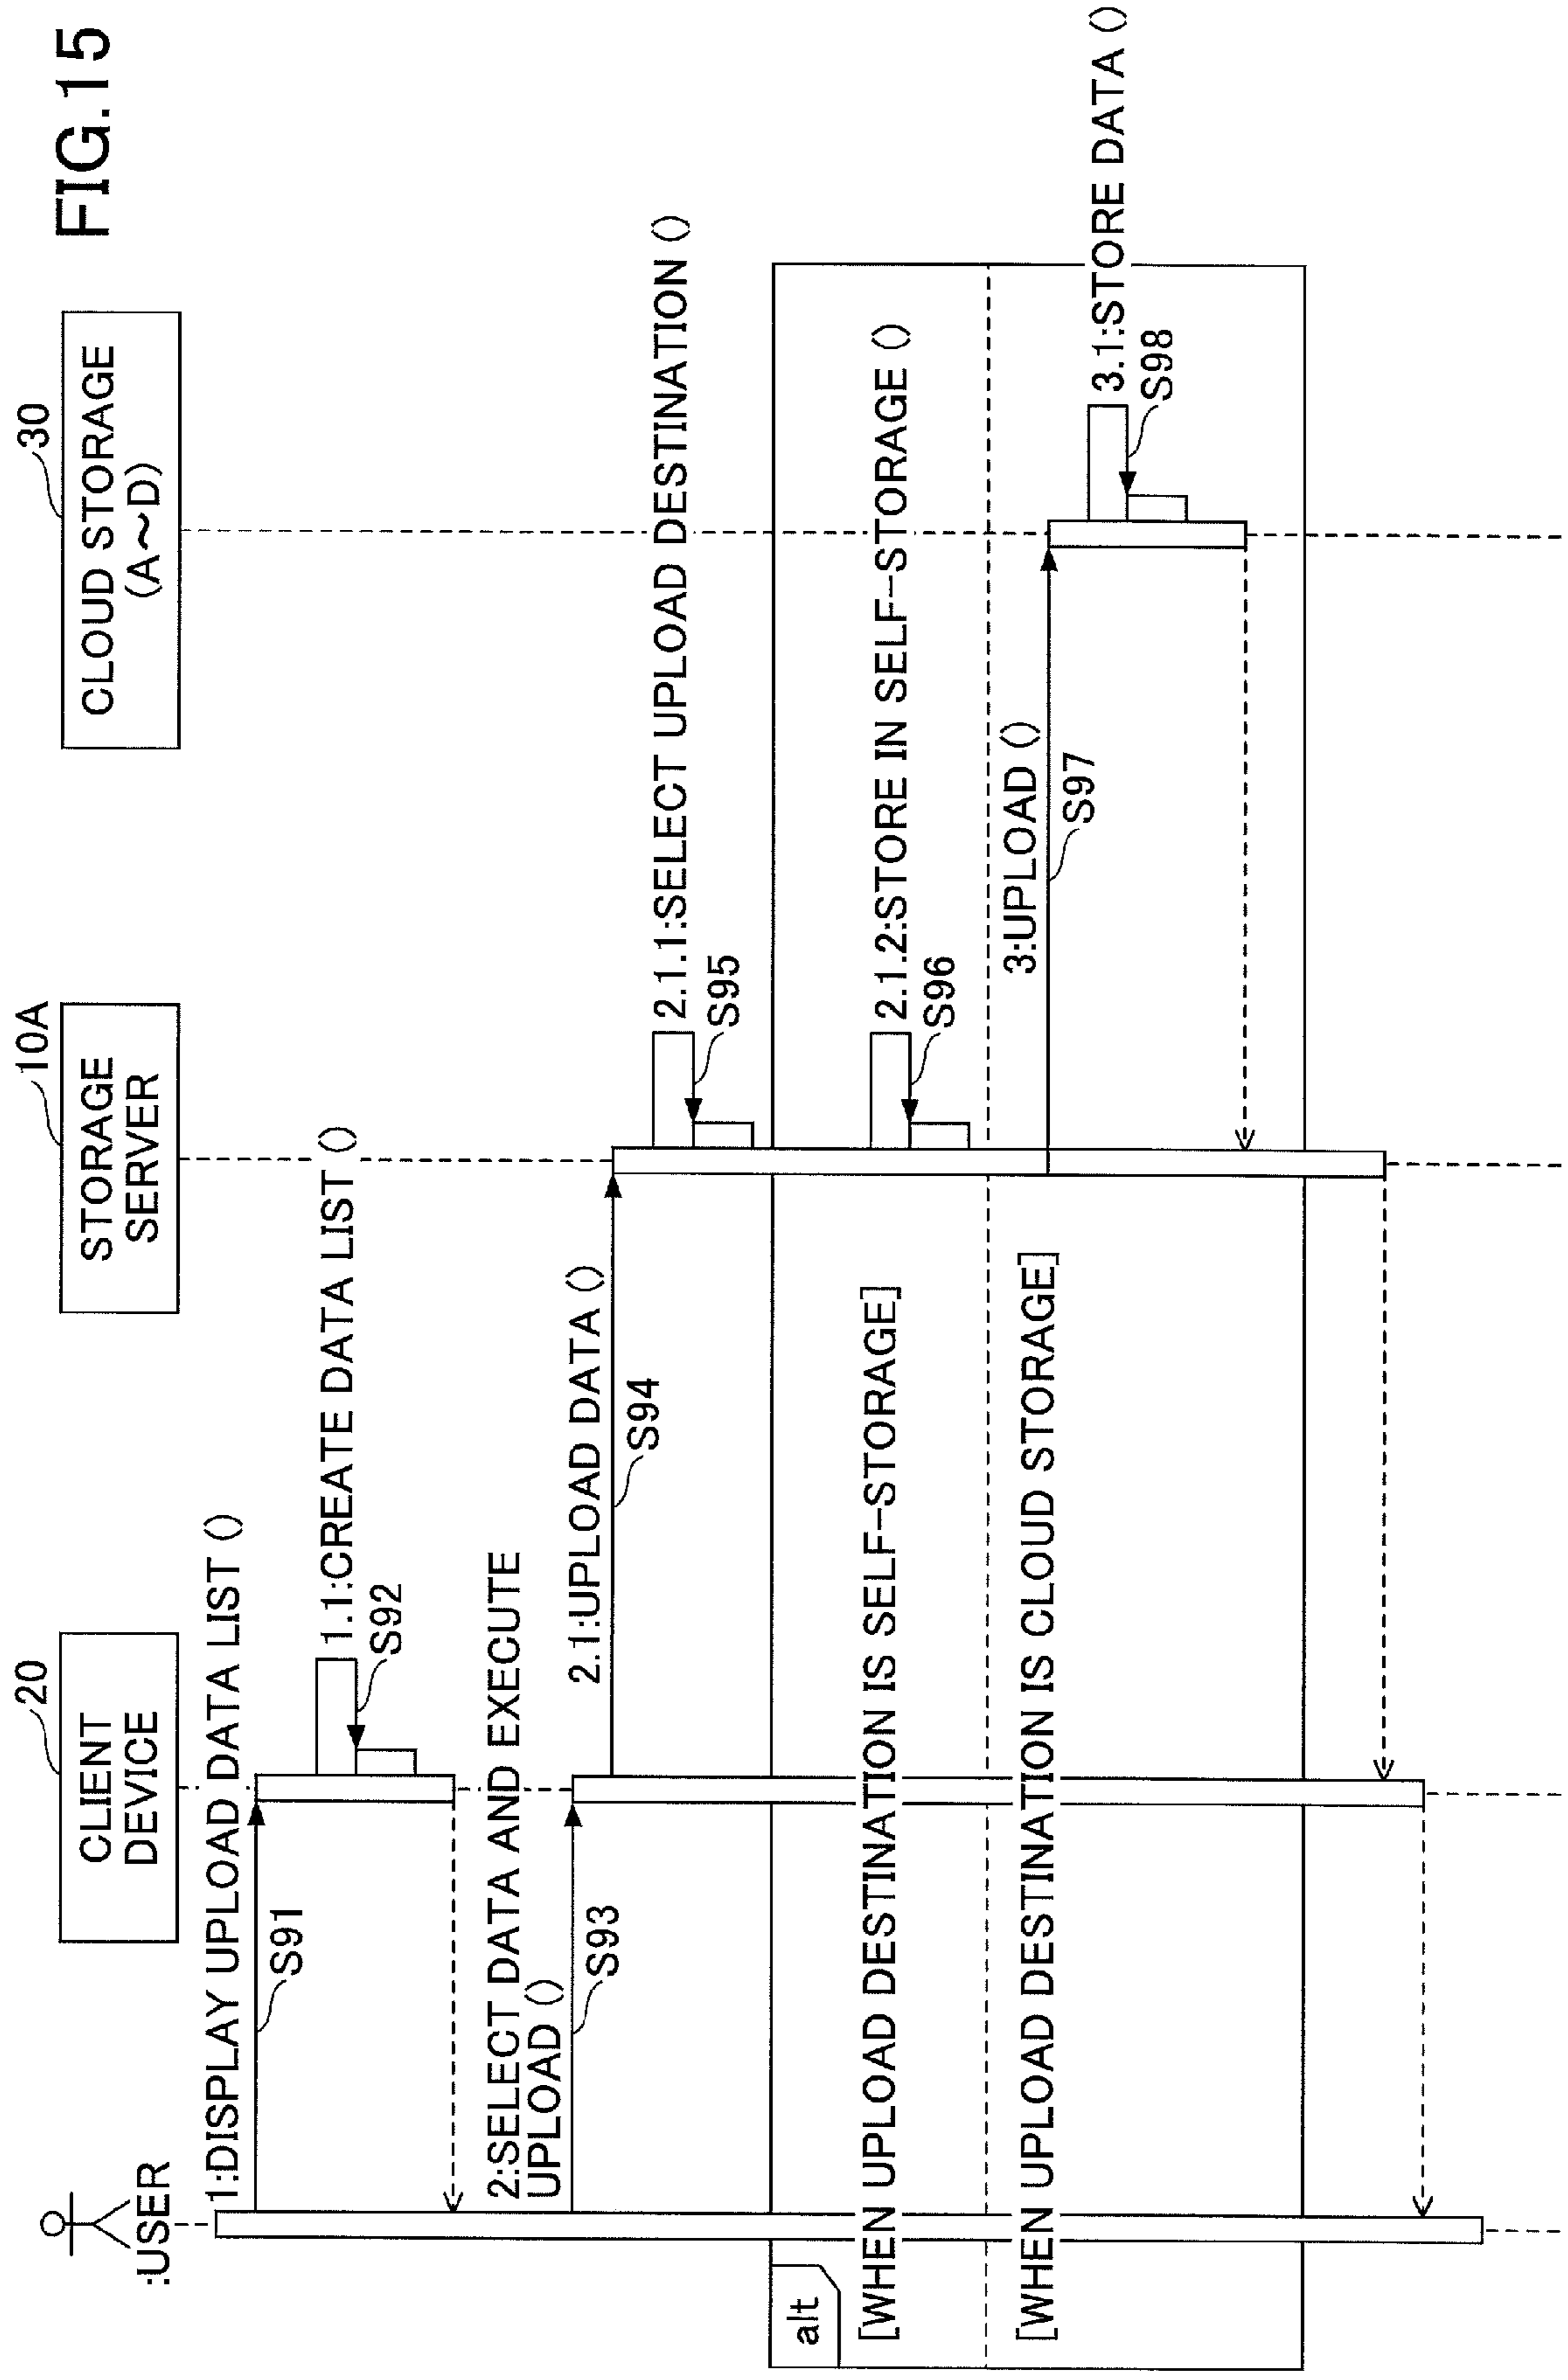 FIG.15
:USER
20
CLIENT
DEVICE
10A
STORAGE
SERVER
30
CLOUD STORAGE
(A～D)
1:DISPLAY UPLOAD DATA LIST ()
S91
1.1:CREATE DATA LIST ()
S92
2:SELECT DATA AND EXECUTE
UPLOAD ()
S93
2.1:UPLOAD DATA ()
S94
2.1.1:SELECT UPLOAD DESTINATION ()
S95
alt
[WHEN UPLOAD DESTINATION IS SELF-STORAGE]
2.1.2:STORE IN SELF-STORAGE ()
S96
[WHEN UPLOAD DESTINATION IS CLOUD STORAGE]
3:UPLOAD ()
S97
3.1:STORE DATA ()
S98